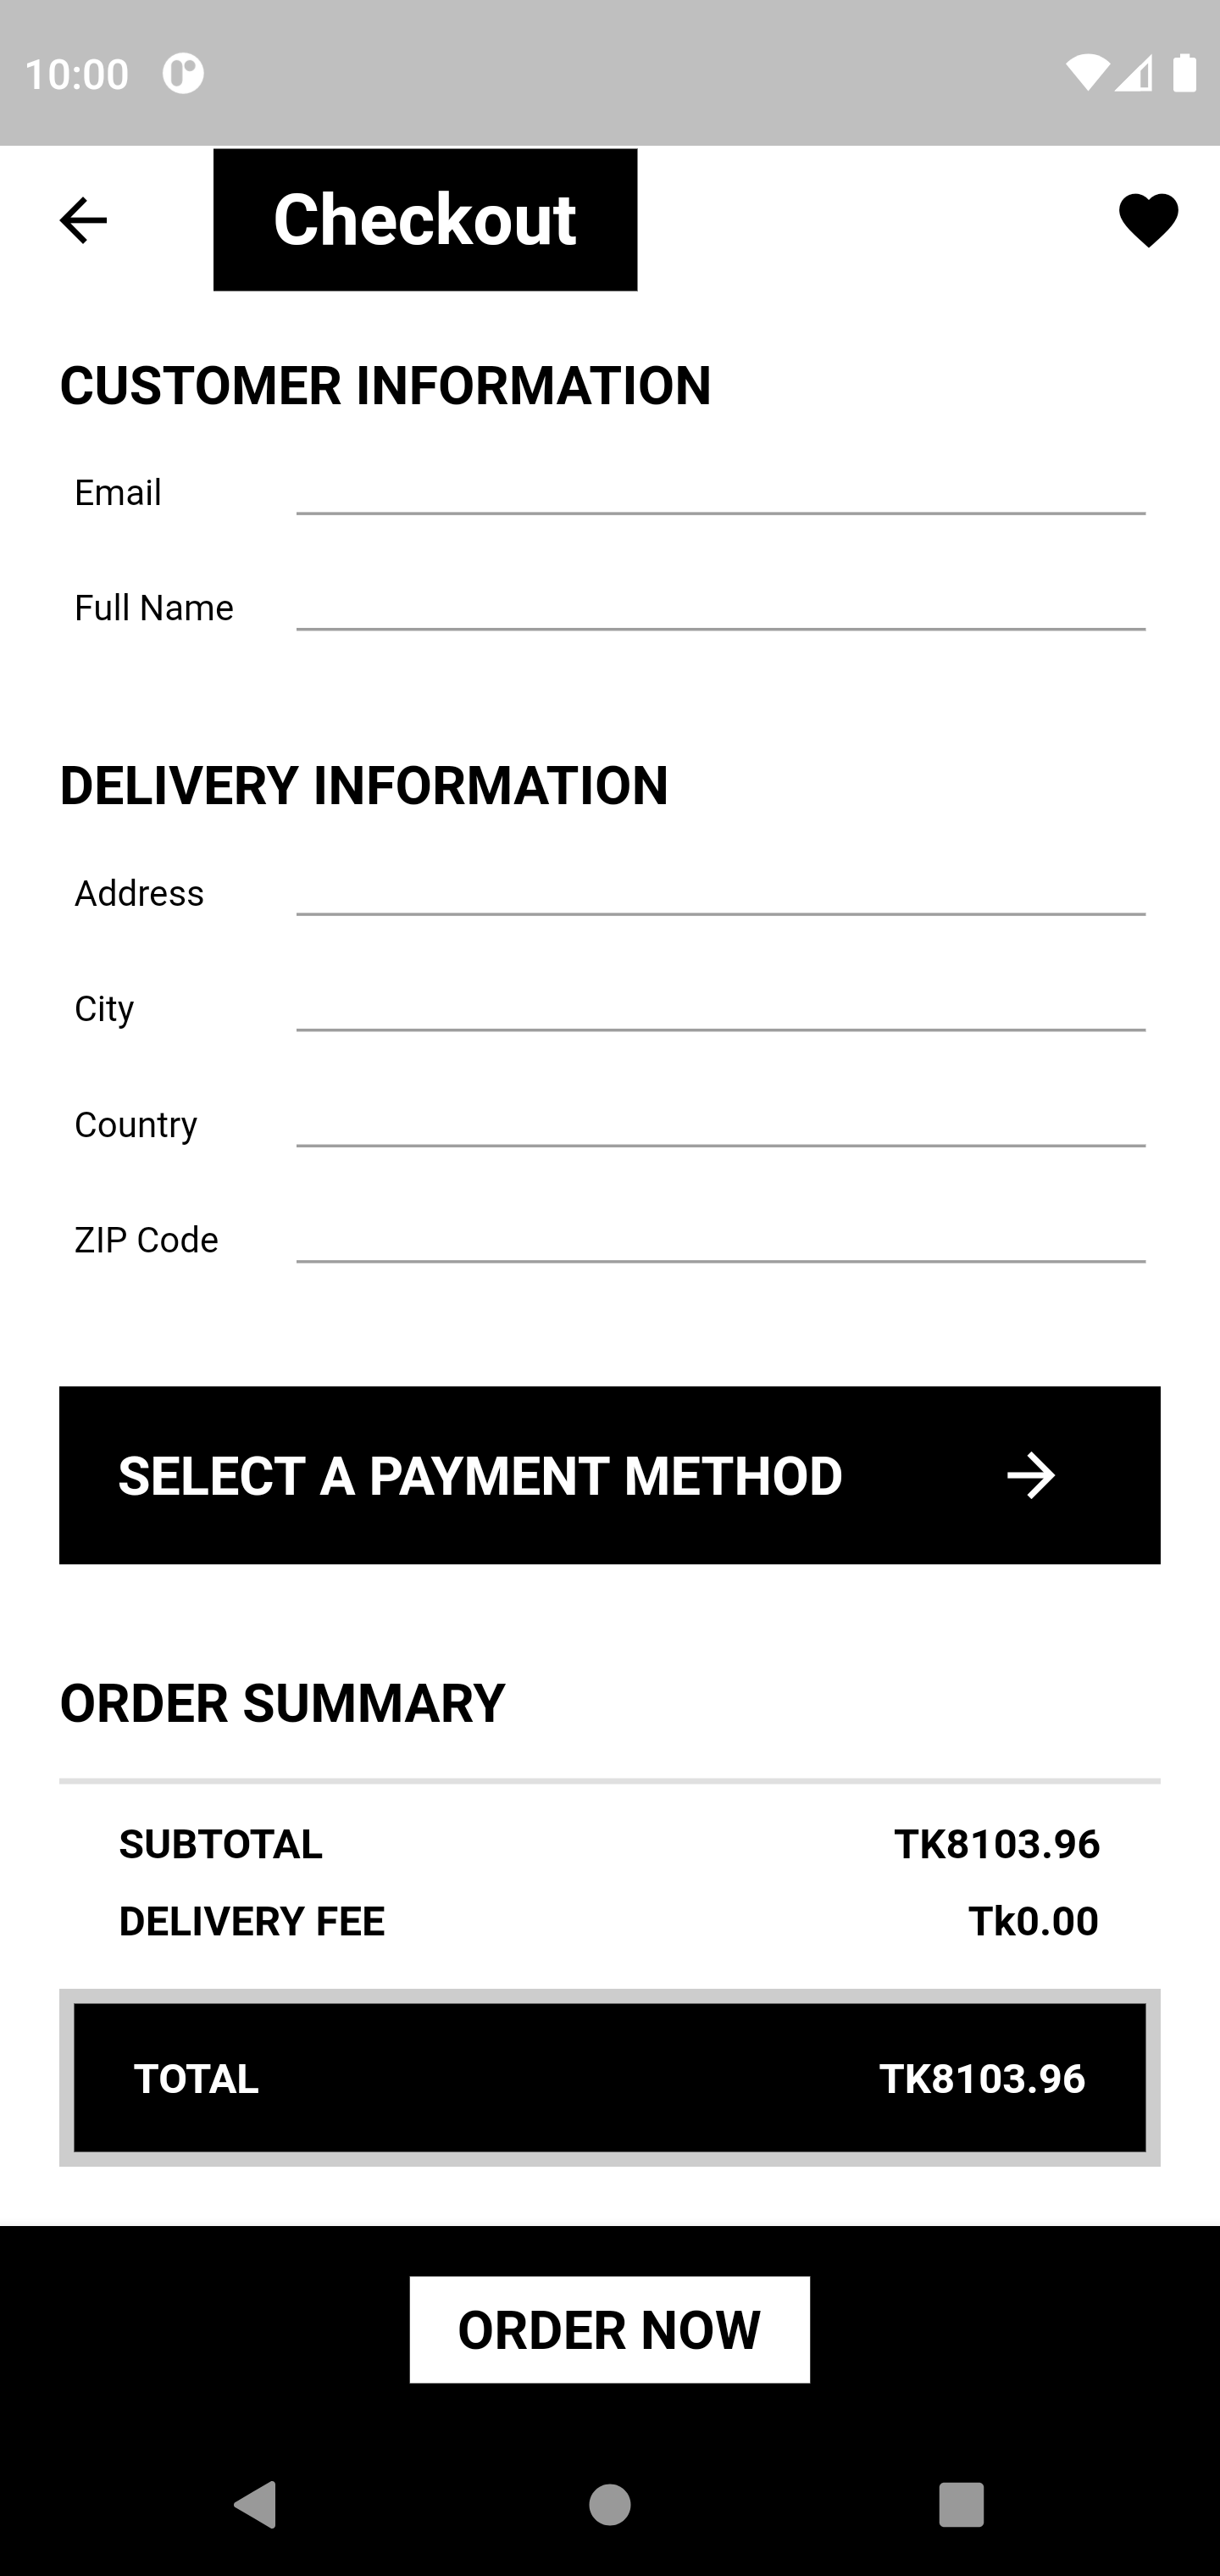 10:00
Checkout
CUSTOMER INFORMATION
Email
Full Name
DELIVERY INFORMATION
Address
City
Country
ZIP Code
SELECT A PAYMENT METHOD
ORDER SUMMARY
SUBTOTAL TK8103.96
DELIVERY FEE Tk0.00
TOTAL TK8103.96
ORDER NOW